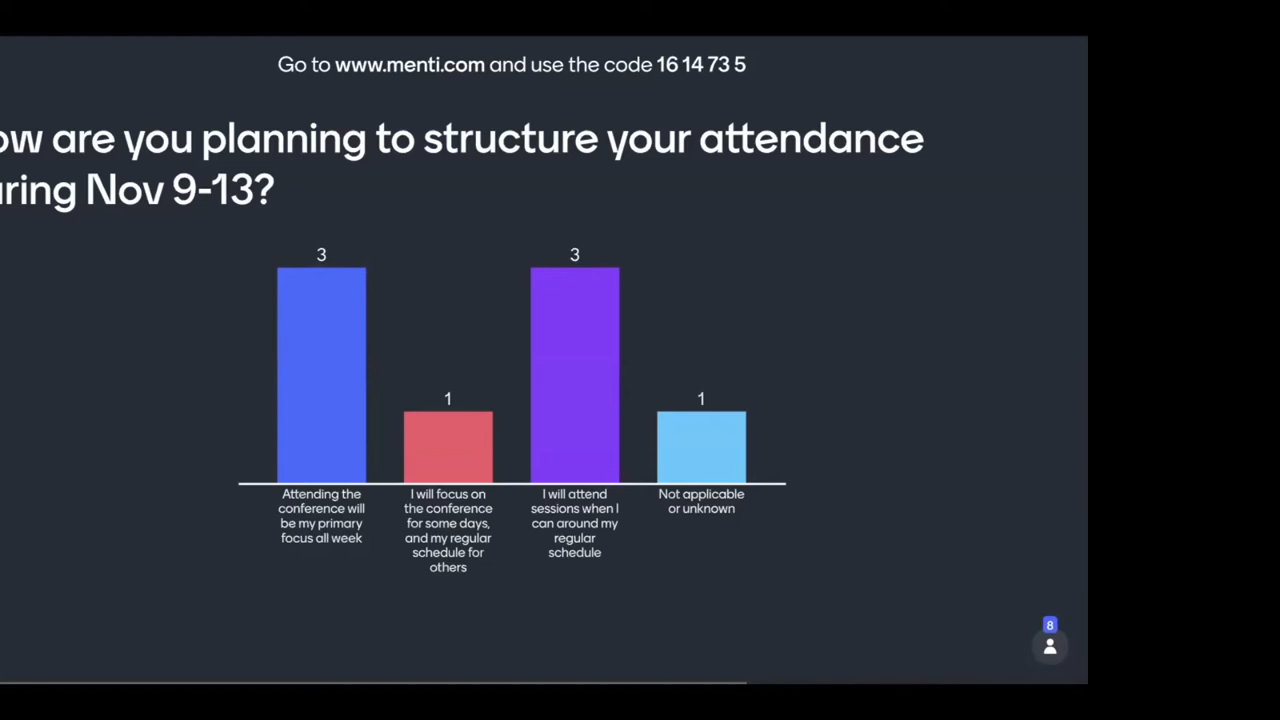 Go to www.menti.com and use the code 16 14 73 5
ow are you planning to structure your attendance
uring Nov 9-13?
3
1
3
1
Attending the
conference will
be my primary
focus all week
I will focus on
the conference
for some days,
and my regular
schedule for
others
I will attend
sessions when I
can around my
regular
schedule
Not applicable
or unknown
8